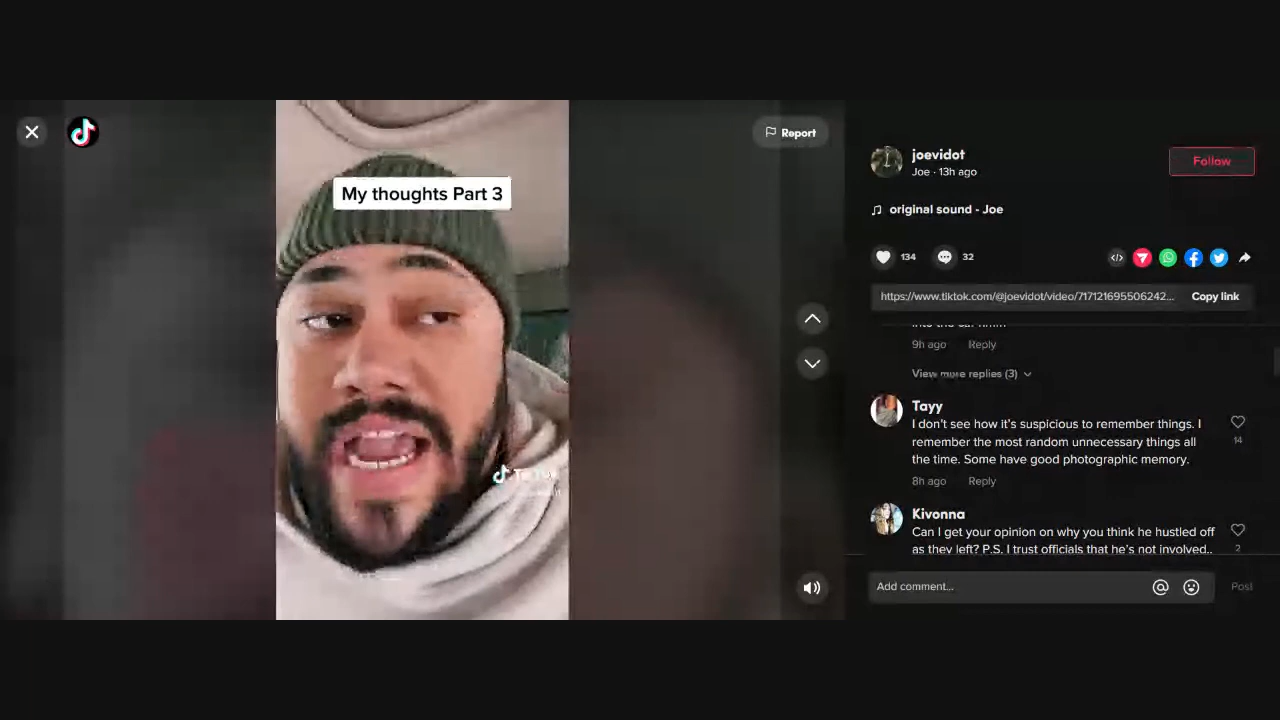 Report
My thoughts Part 3
joevidot
Joe · 13h ago
Follow
original sound - Joe
134
32
https://www.tiktok.com/@joevidot/video/717121695506242...
Copy link
9h ago Reply
View more replies (3)
Tayy
I don't see how it's suspicious to remember things. I
remember the most random unnecessary things all
the time. Some have good photographic memory.
14
8h ago Reply
Kivonna
Can I get your opinion on why you think he hustled off
as they left? P.S. I trust officials that he's not involved..
2
Add comment...
Post